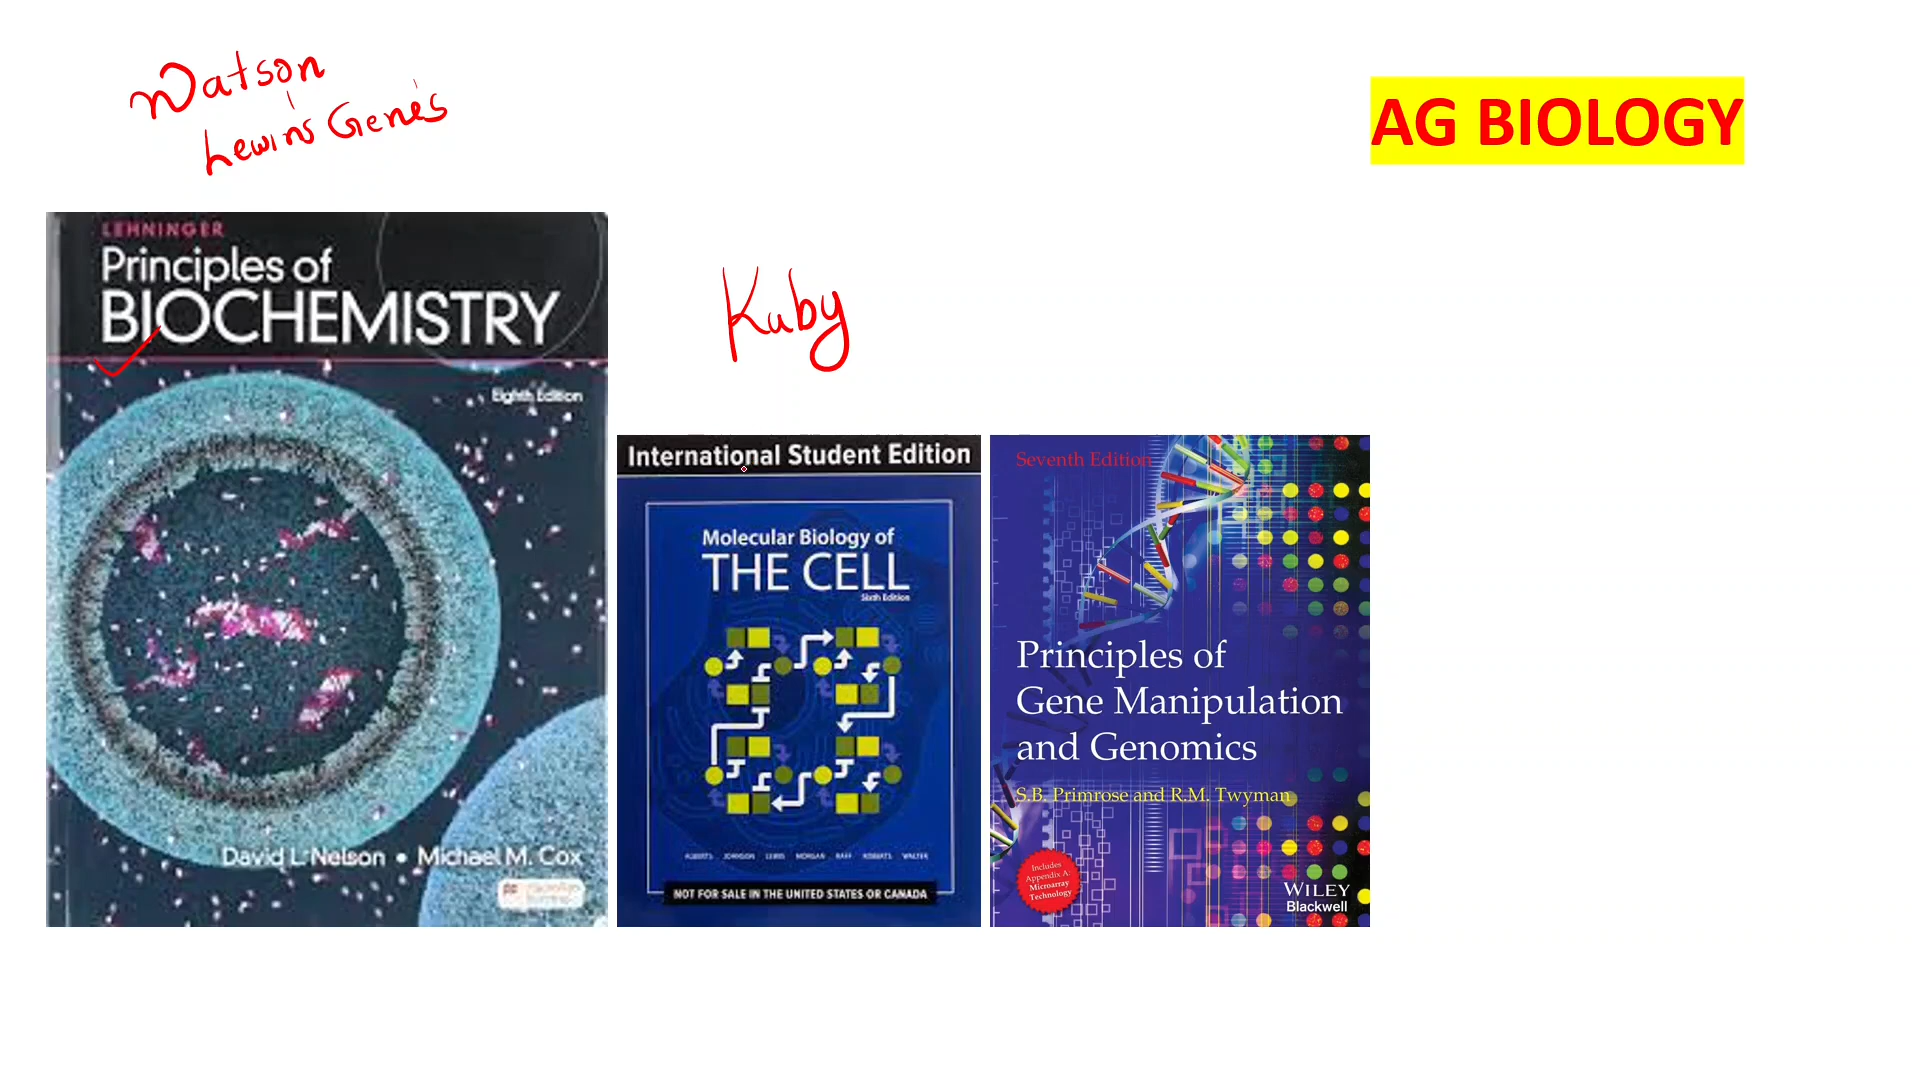 Watson
Lewin's Genes
AG BIOLOGY
LEHNINGER
Principles of
BIOCHEMISTRY
Eighth Edition
David L. Nelson • Michael M. Cox
Kuby
International Student Edition
Molecular Biology of
THE CELL
Sixth Edition
ALBERTS JOHNSON LEWIS MORGAN RAFF ROBERTS WALTER
NOT FOR SALE IN THE UNITED STATES OR CANADA
Seventh Edition
Principles of
Gene Manipulation
and Genomics
S.B. Primrose and R.M. Twyman
Includes
Appendix A:
Microarray
Technology
WILEY
Blackwell